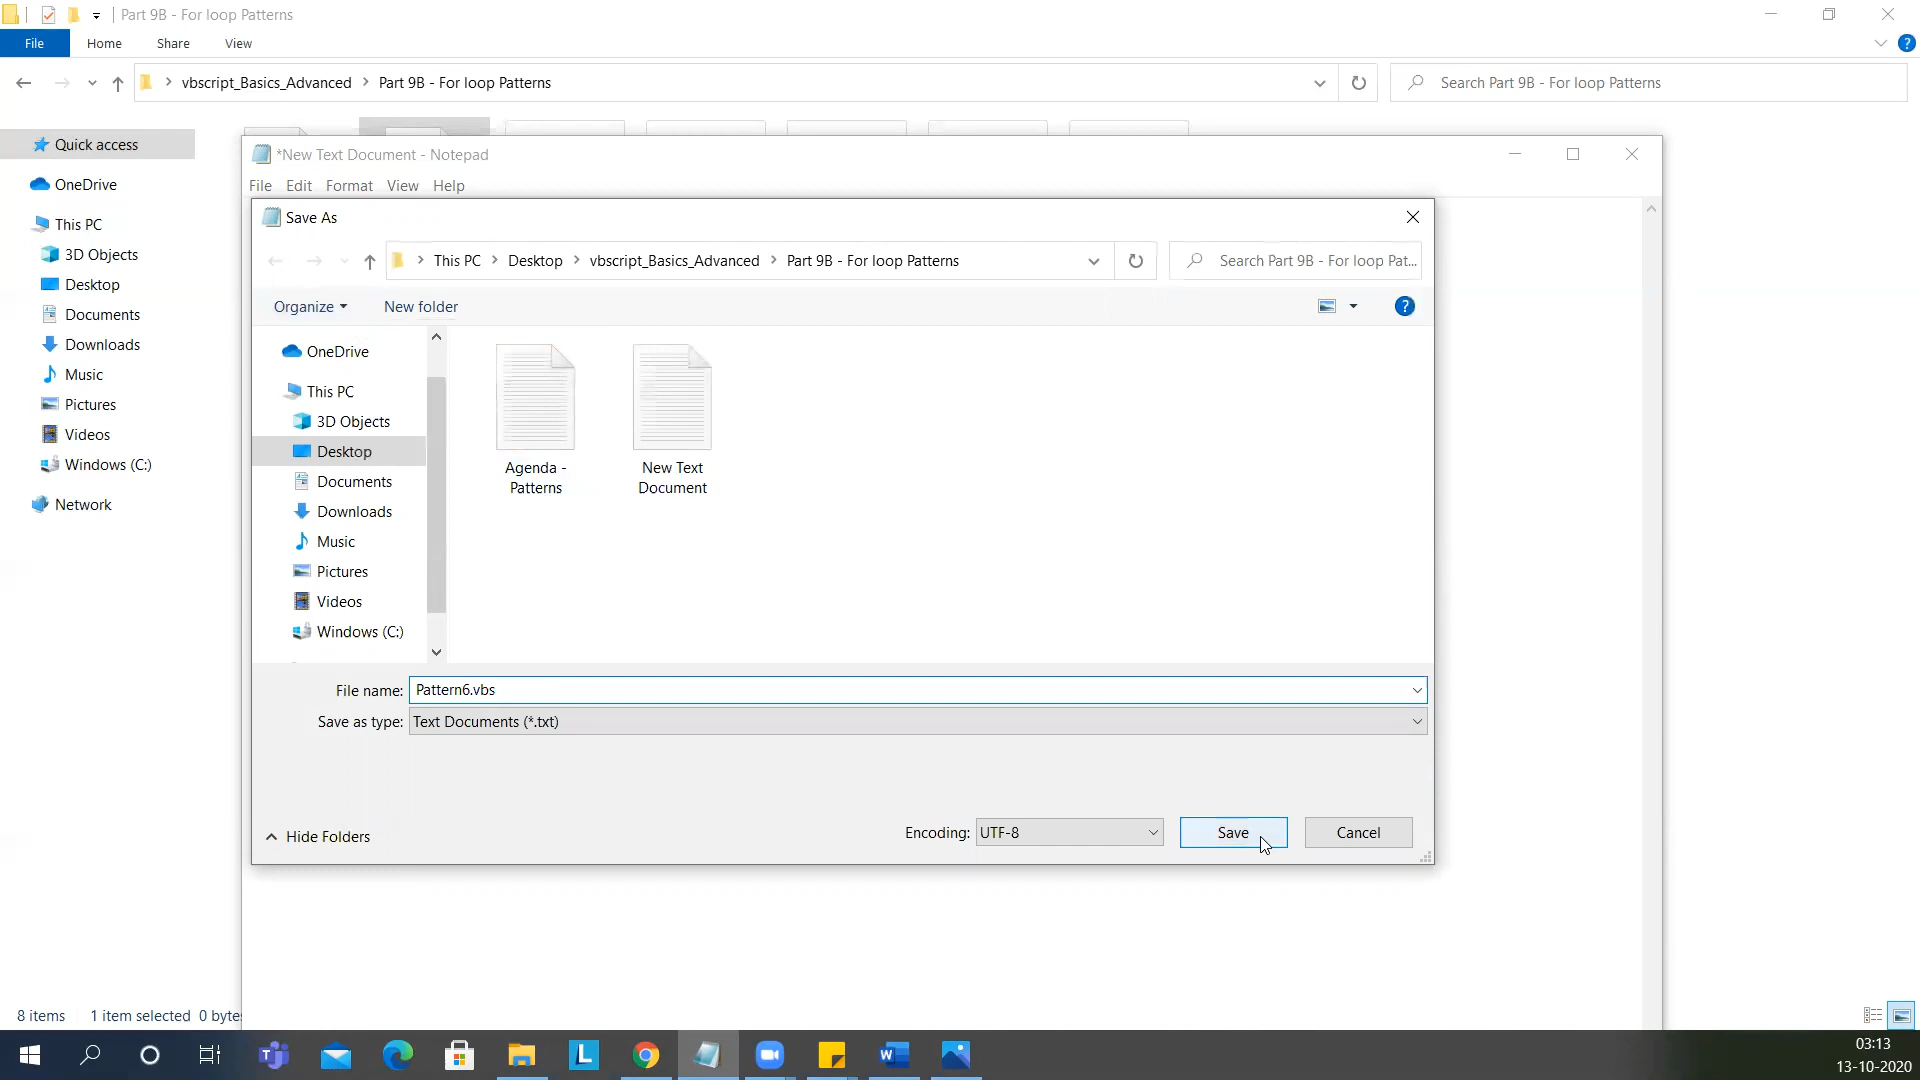 Part 9B - For loop Patterns
File Home Share View
vbscript_Basics_Advanced Part 9B - For loop Patterns
Search Part 9B - For loop Patterns
Quick access
OneDrive
This PC
3D Objects
Desktop
Documents
Downloads
Music
Pictures
Videos
Windows (C:)
Network
*New Text Document - Notepad
File Edit Format View Help
Save As
This PC Desktop vbscript_Basics_Advanced Part 9B - For loop Patterns
Search Part 9B - For loop Pat...
Organize New folder
OneDrive
This PC
3D Objects
Desktop
Documents
Downloads
Music
Pictures
Videos
Windows (C:)
Agenda -
Patterns
New Text
Document
File name: Pattern6.vbs
Save as type: Text Documents (*.txt)
Hide Folders
Encoding: UTF-8 Save Cancel
8 items 1 item selected 0 bytes
03:13
13-10-2020